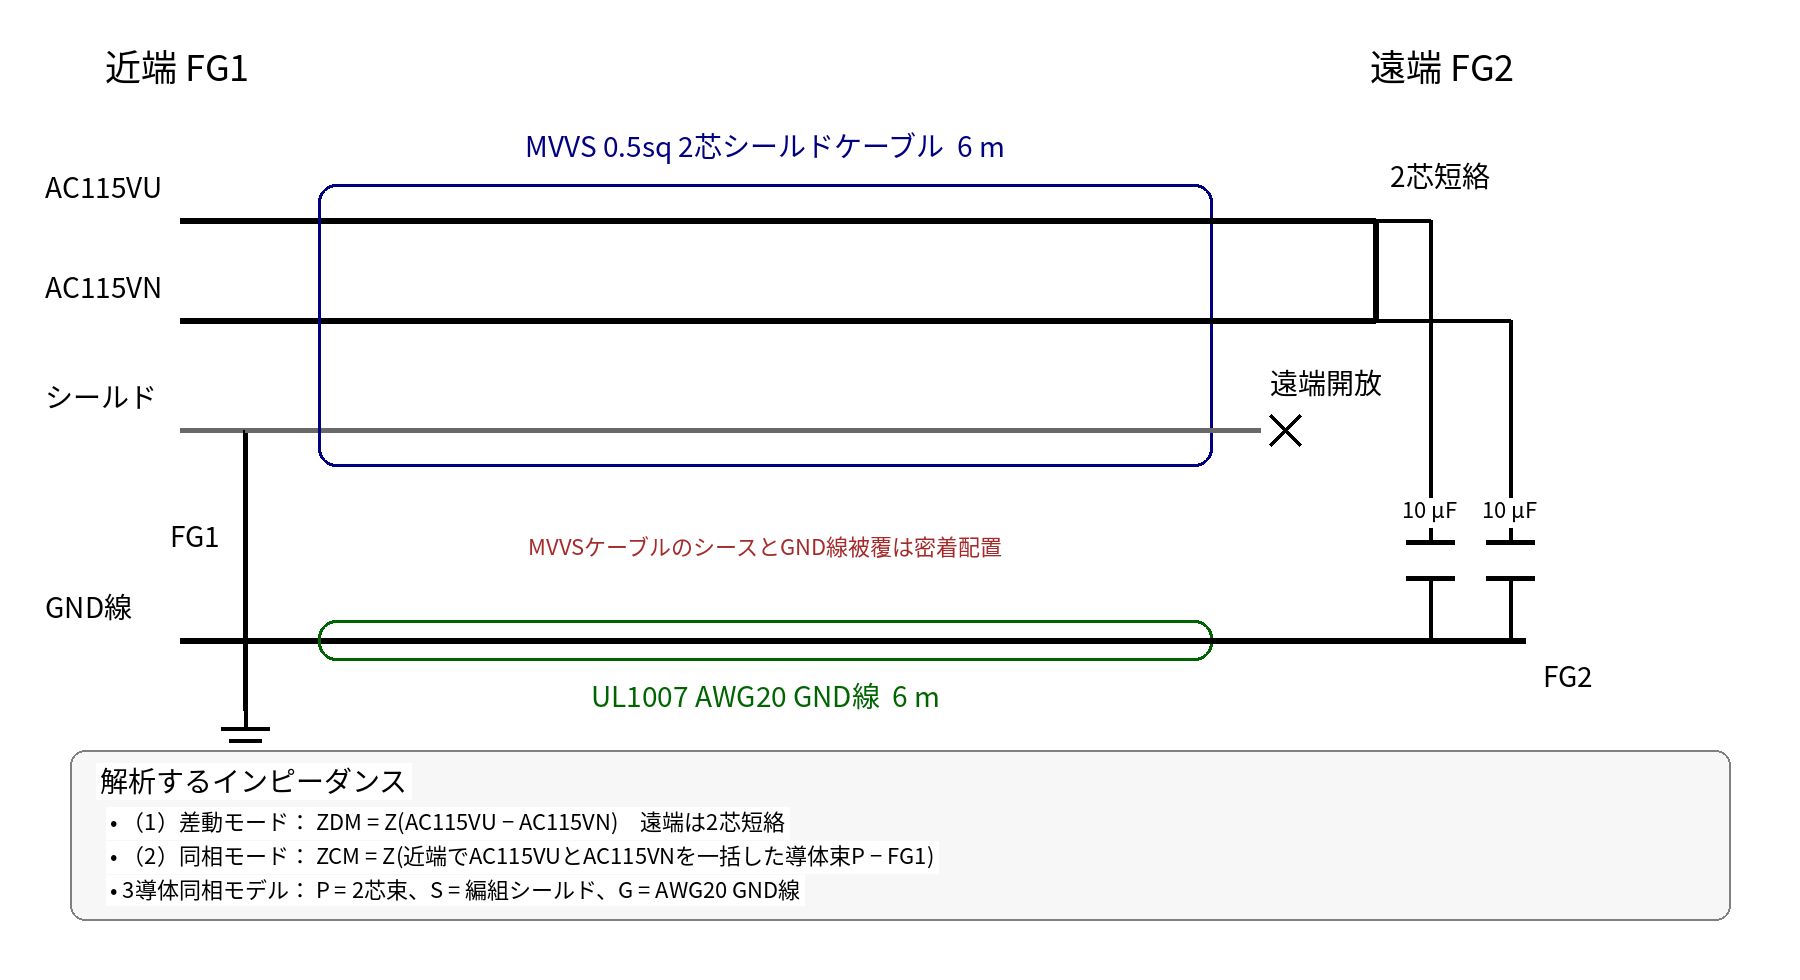 近端 FG1
遠端 FG2
MVVS 0.5sq 2芯シールドケーブル 6 m
2芯短絡
AC115VU
AC115VN
遠端開放
シールド
10 μF 10 μF
FG1
MVVSケーブルのシースとGND線被覆は密着配置
GND線
FG2
UL1007 AWG20 GND線 6 m
解析するインピーダンス
• （1）差動モード： ZDM = Z(AC115VU − AC115VN)　遠端は2芯短絡
• （2）同相モード： ZCM = Z(近端でAC115VUとAC115VNを一括した導体束P − FG1)
• 3導体同相モデル： P = 2芯束、S = 編組シールド、G = AWG20 GND線